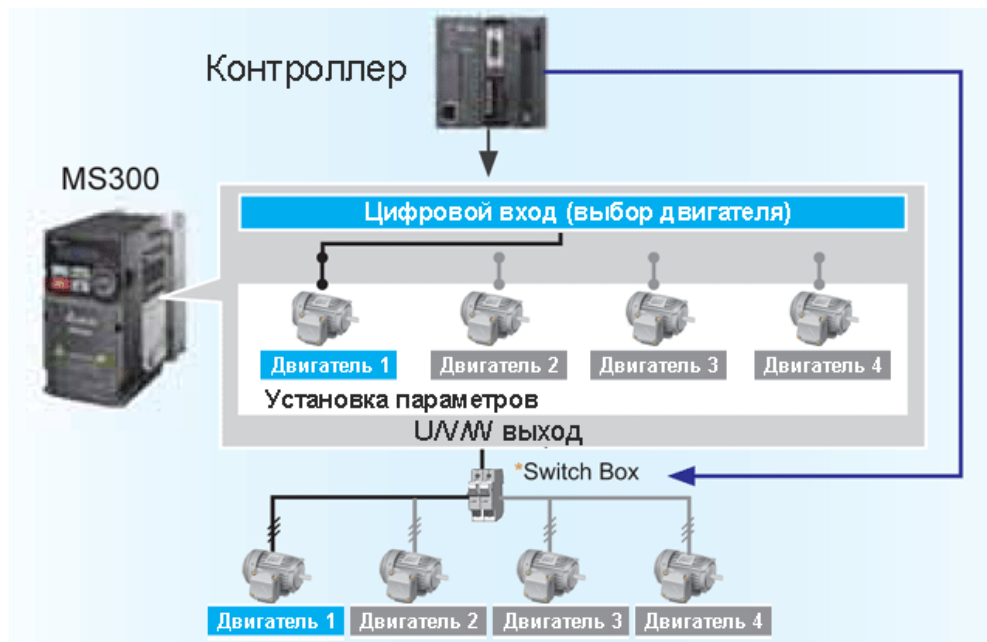 Контроллер
MS300
Цифровой вход (выбор двигателя)
Двигатель 1
Двигатель 2
Двигатель 3
Двигатель 4
Установка параметров
U/V/W выход
*Switch Box
Двигатель 1
Двигатель 2
Двигатель 3
Двигатель 4